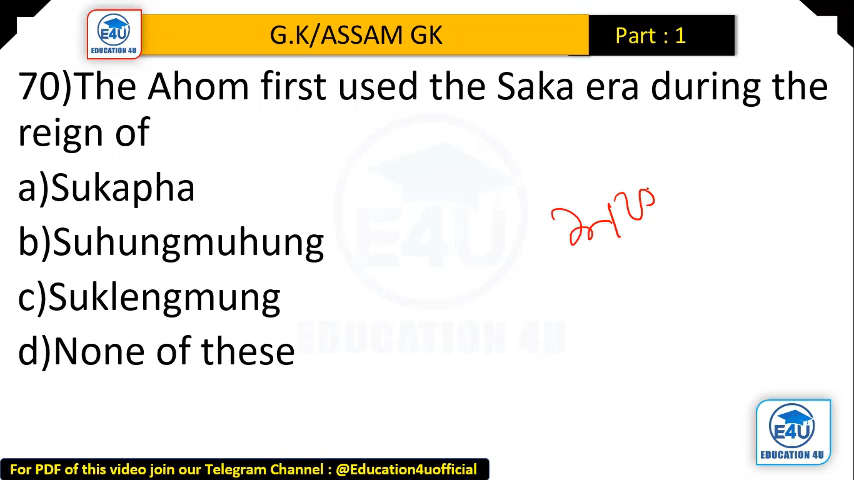 E4U
EDUCATION 4U
G.K/ASSAM GK
Part : 1
70)The Ahom first used the Saka era during the
reign of
a)Sukapha
b)Suhungmuhung
c)Suklengmung
d)None of these
E4U
EDUCATION 4U
E4U
EDUCATION 4U
For PDF of this video join our Telegram Channel : @Education4uofficial